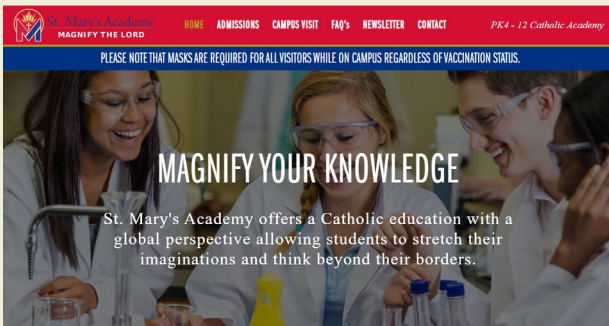 St. Mary's Academy
MAGNIFY THE LORD
HOME ADMISSIONS CAMPUS VISIT FAQ's NEWSLETTER CONTACT
PK4 - 12 Catholic Academy
PLEASE NOTE THAT MASKS ARE REQUIRED FOR ALL VISITORS WHILE ON CAMPUS REGARDLESS OF VACCINATION STATUS.
MAGNIFY YOUR KNOWLEDGE
St. Mary's Academy offers a Catholic education with a
global perspective allowing students to stretch their
imaginations and think beyond their borders.